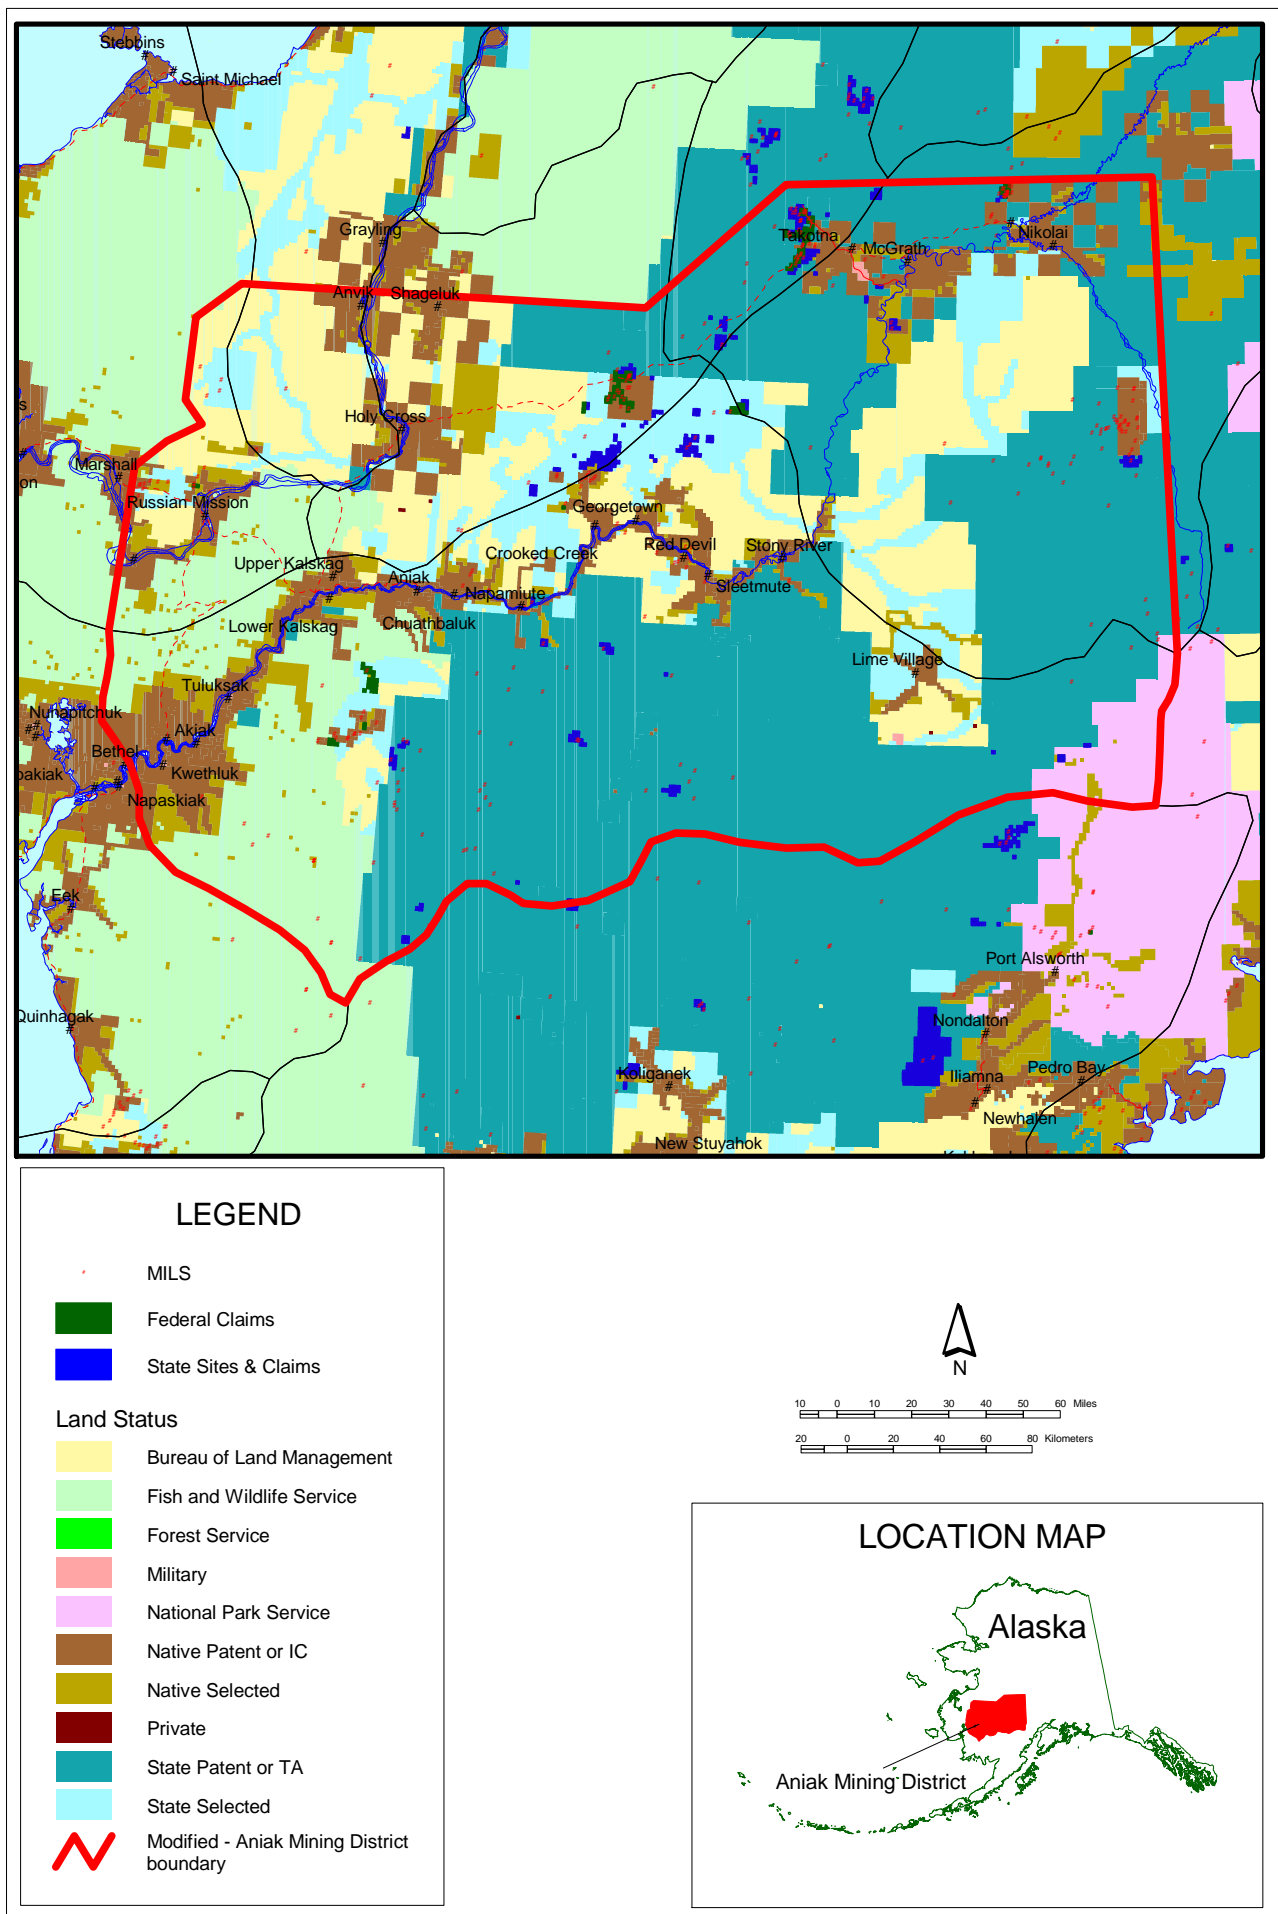 Stebbins
Saint Michael
Grayling
Anvik
Shageluk
Takotna
McGrath
Nikolai
Holy Cross
s
on
Marshall
Russian Mission
Georgetown
Crooked Creek
Red Devil
Stony River
Sleetmute
Upper Kalskag
Aniak
Napamiute
Chuathbaluk
Lower Kalskag
Lime Village
Tuluksak
Nunapitchuk
Akiak
Bethel
pakiak
Kwethluk
Napaskiak
Eek
Quinhagak
Port Alsworth
Nondalton
Iliamna
Pedro Bay
Newhalen
Koliganek
New Stuyahok
LEGEND
MILS
Federal Claims
State Sites & Claims
Land Status
Bureau of Land Management
Fish and Wildlife Service
Forest Service
Military
National Park Service
Native Patent or IC
Native Selected
Private
State Patent or TA
State Selected
Modified - Aniak Mining District
boundary
N
10 0 10 20 30 40 50 60 Miles
20 0 20 40 60 80 Kilometers
LOCATION MAP
Alaska
Aniak Mining District